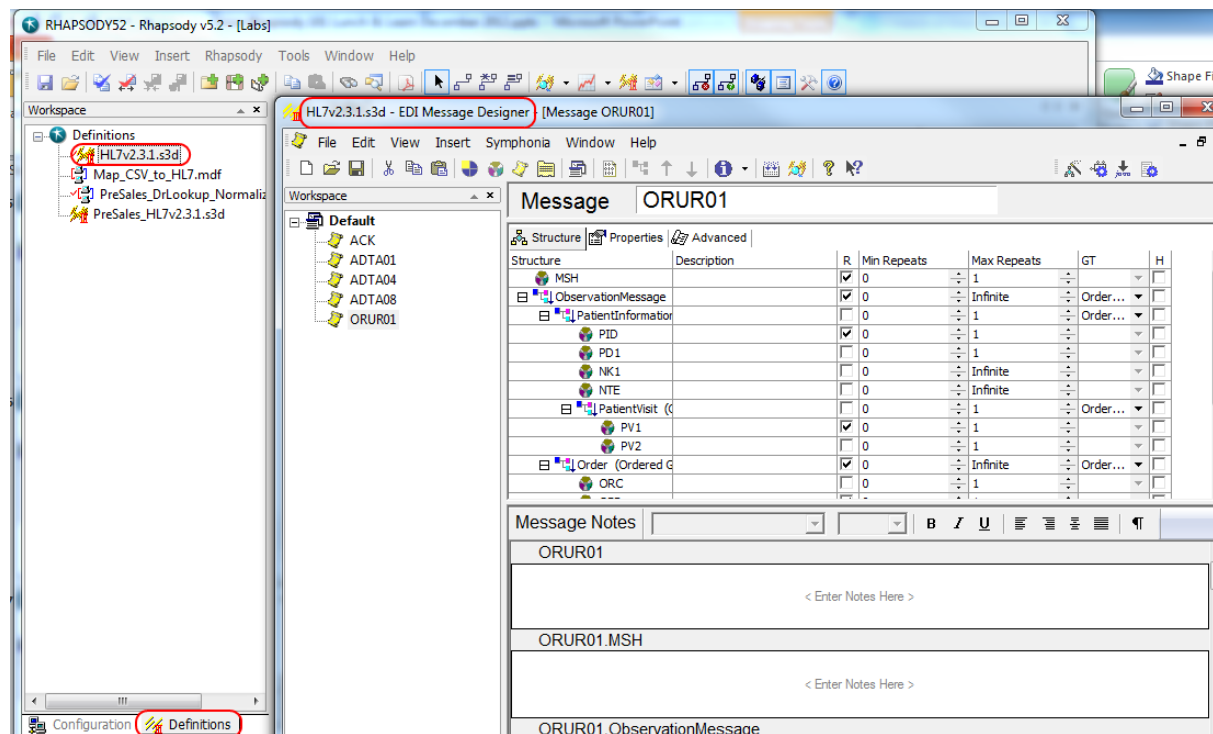 RHAPSODY52 - Rhapsody v5.2 - [Labs]
File Edit View Insert Rhapsody Tools Window Help
Shape Fi
Workspace
Definitions
HL7v2.3.1.s3d
Map_CSV_to_HL7.mdf
PreSales_DrLookup_Normaliz
PreSales_HL7v2.3.1.s3d
Configuration Definitions
HL7v2.3.1.s3d - EDI Message Designer - [Message ORUR01]
File Edit View Insert Symphonia Window Help
Workspace
Default
ACK
ADTA01
ADTA04
ADTA08
ORUR01
Message ORUR01
Structure Properties Advanced
Structure Description R Min Repeats Max Repeats GT H
MSH 0 1
ObservationMessage 0 Infinite Order...
PatientInformation 0 1 Order...
PID 0 1
PD1 0 1
NK1 0 Infinite
NTE 0 Infinite
PatientVisit (O 0 1 Order...
PV1 0 1
PV2 0 1
Order (Ordered G 0 Infinite Order...
ORC 0 1
Message Notes B I U ¶
ORUR01
< Enter Notes Here >
ORUR01.MSH
< Enter Notes Here >
ORUR01.ObservationMessage